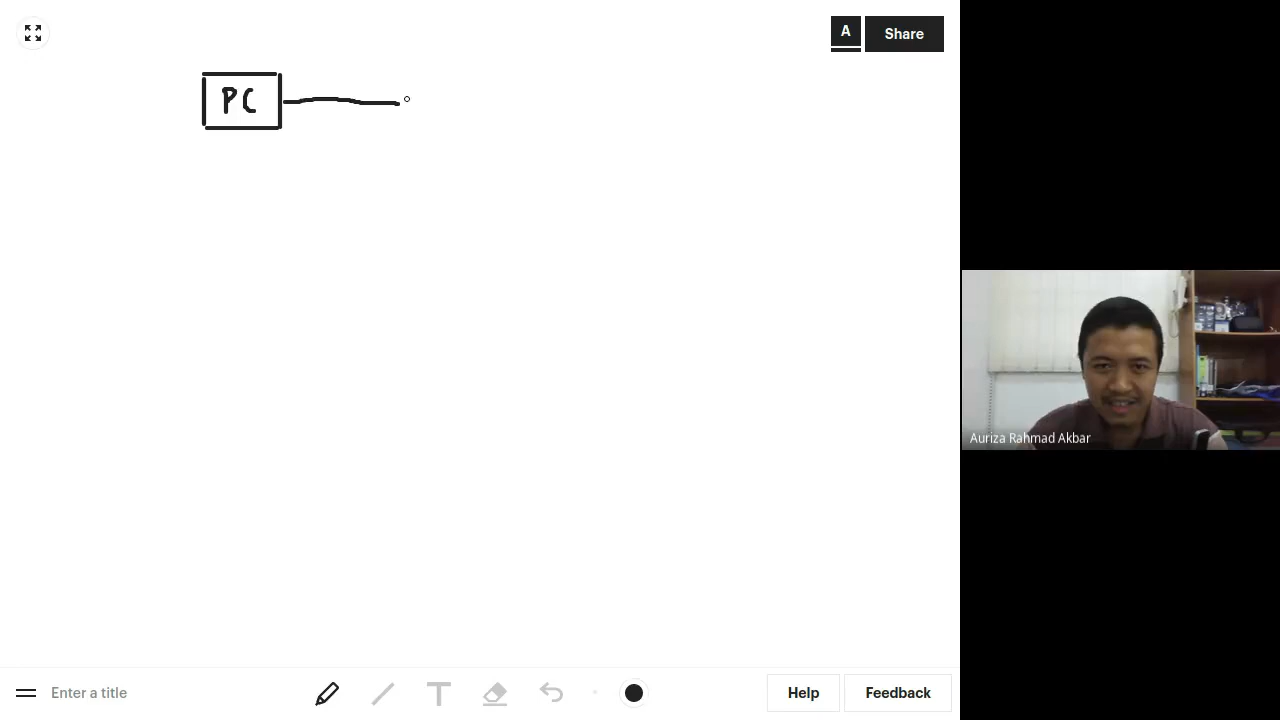 A
Share
PC
Auriza Rahmad Akbar
Enter a title
T
Help
Feedback